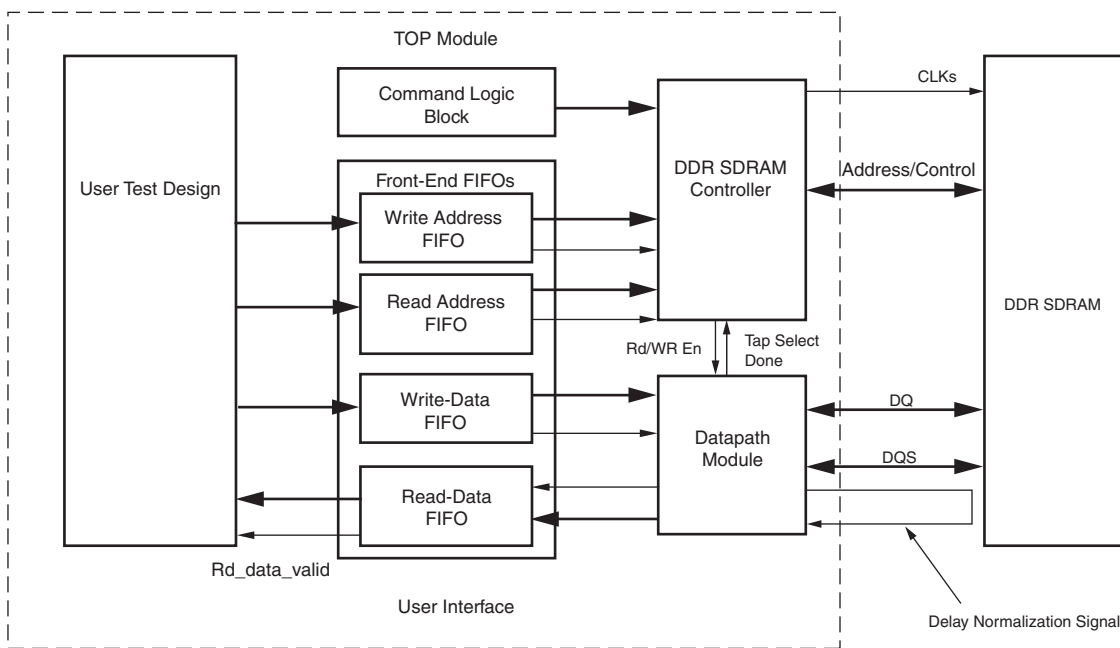 TOP Module
User Test Design
Command Logic
Block
Front-End FIFOs
Write Address
FIFO
Read Address
FIFO
Write-Data
FIFO
Read-Data
FIFO
Rd_data_valid
User Interface
DDR SDRAM
Controller
Rd/WR En
Tap Select
Done
Datapath
Module
CLKs
Address/Control
DQ
DQS
DDR SDRAM
Delay Normalization Signal